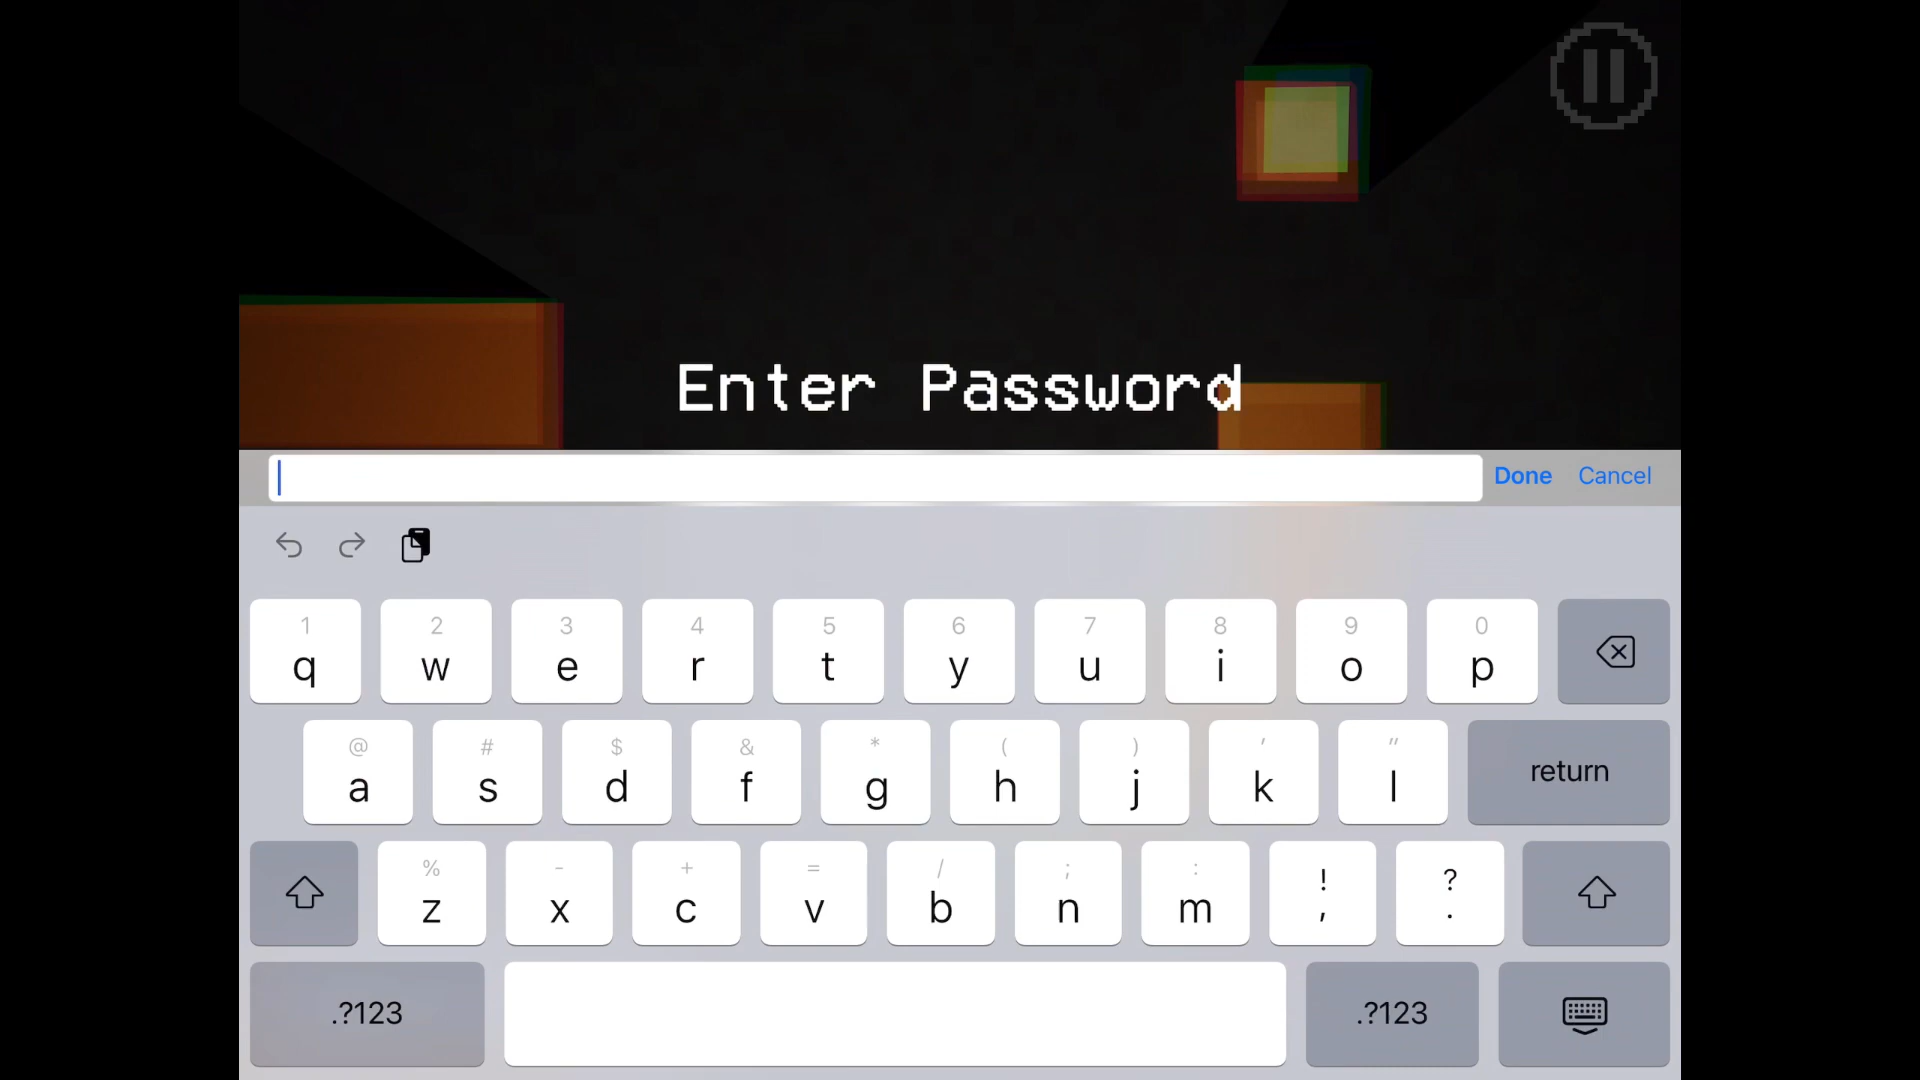 Enter Password
Done Cancel
1 2 3 4 5 6 7 8 9 0
q w e r t y u i o p
@ # $ & * ( ) ' "
a s d f g h j k l return
% - + = / ; : ! ?
z x c v b n m , .
.?123 .?123